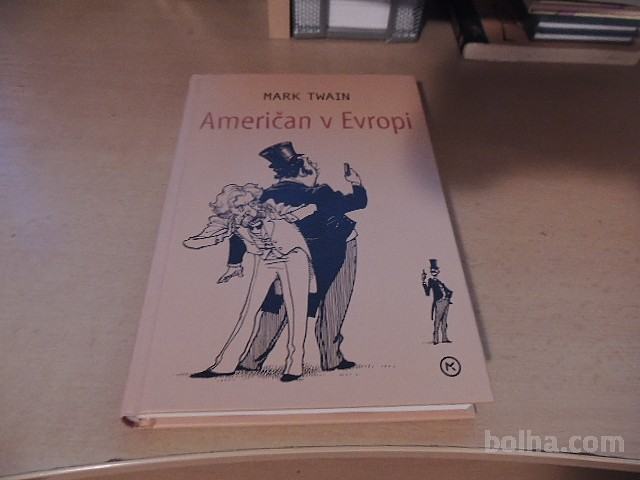 MARK TWAIN
Američan v Evropi
M
bolha.com